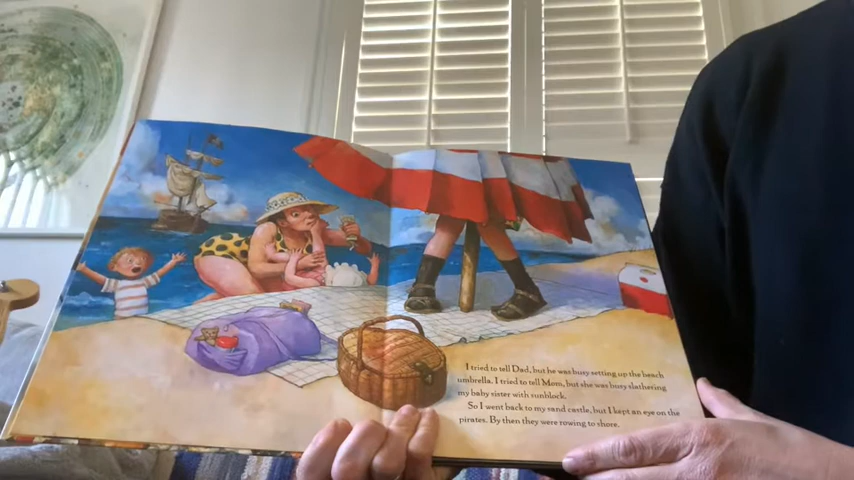 I tried to tell Dad, but he was busy setting up the beach
umbrella. I tried to tell Mom, but she was busy slathering
my baby sister with sunblock.
So I went back to my sand castle, but I kept an eye on the
By then they were rowing to shore.